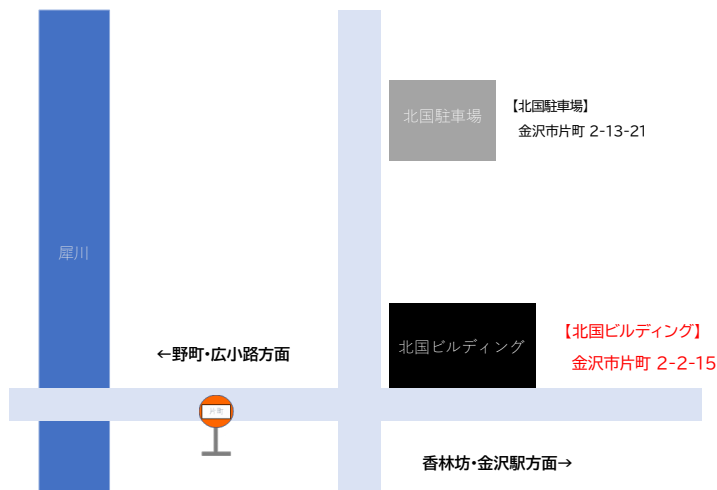 北国駐車場
【北国駐車場】
金沢市片町 2-13-21
犀川
北国ビルディング
【北国ビルディング】
金沢市片町 2-2-15
←野町・広小路方面
片町
香林坊・金沢駅方面→